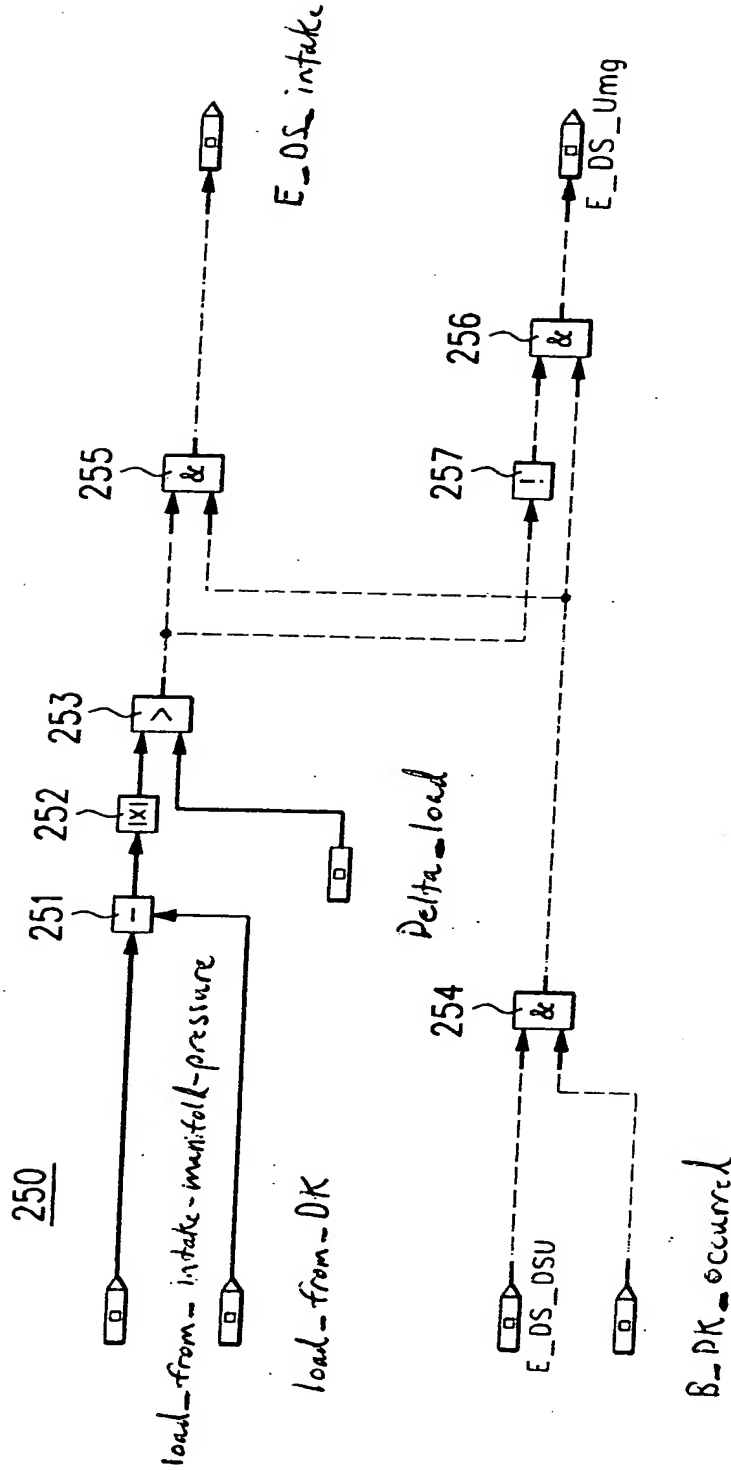 250
load_from_intake-manifold-pressure
load_from_DK
251
-
252
|X|
253
>
Delta_load
255
&
E_DS_intake
E_DS_DSU
B_DK_occurred
254
&
257
!
256
&
E_DS_Umg